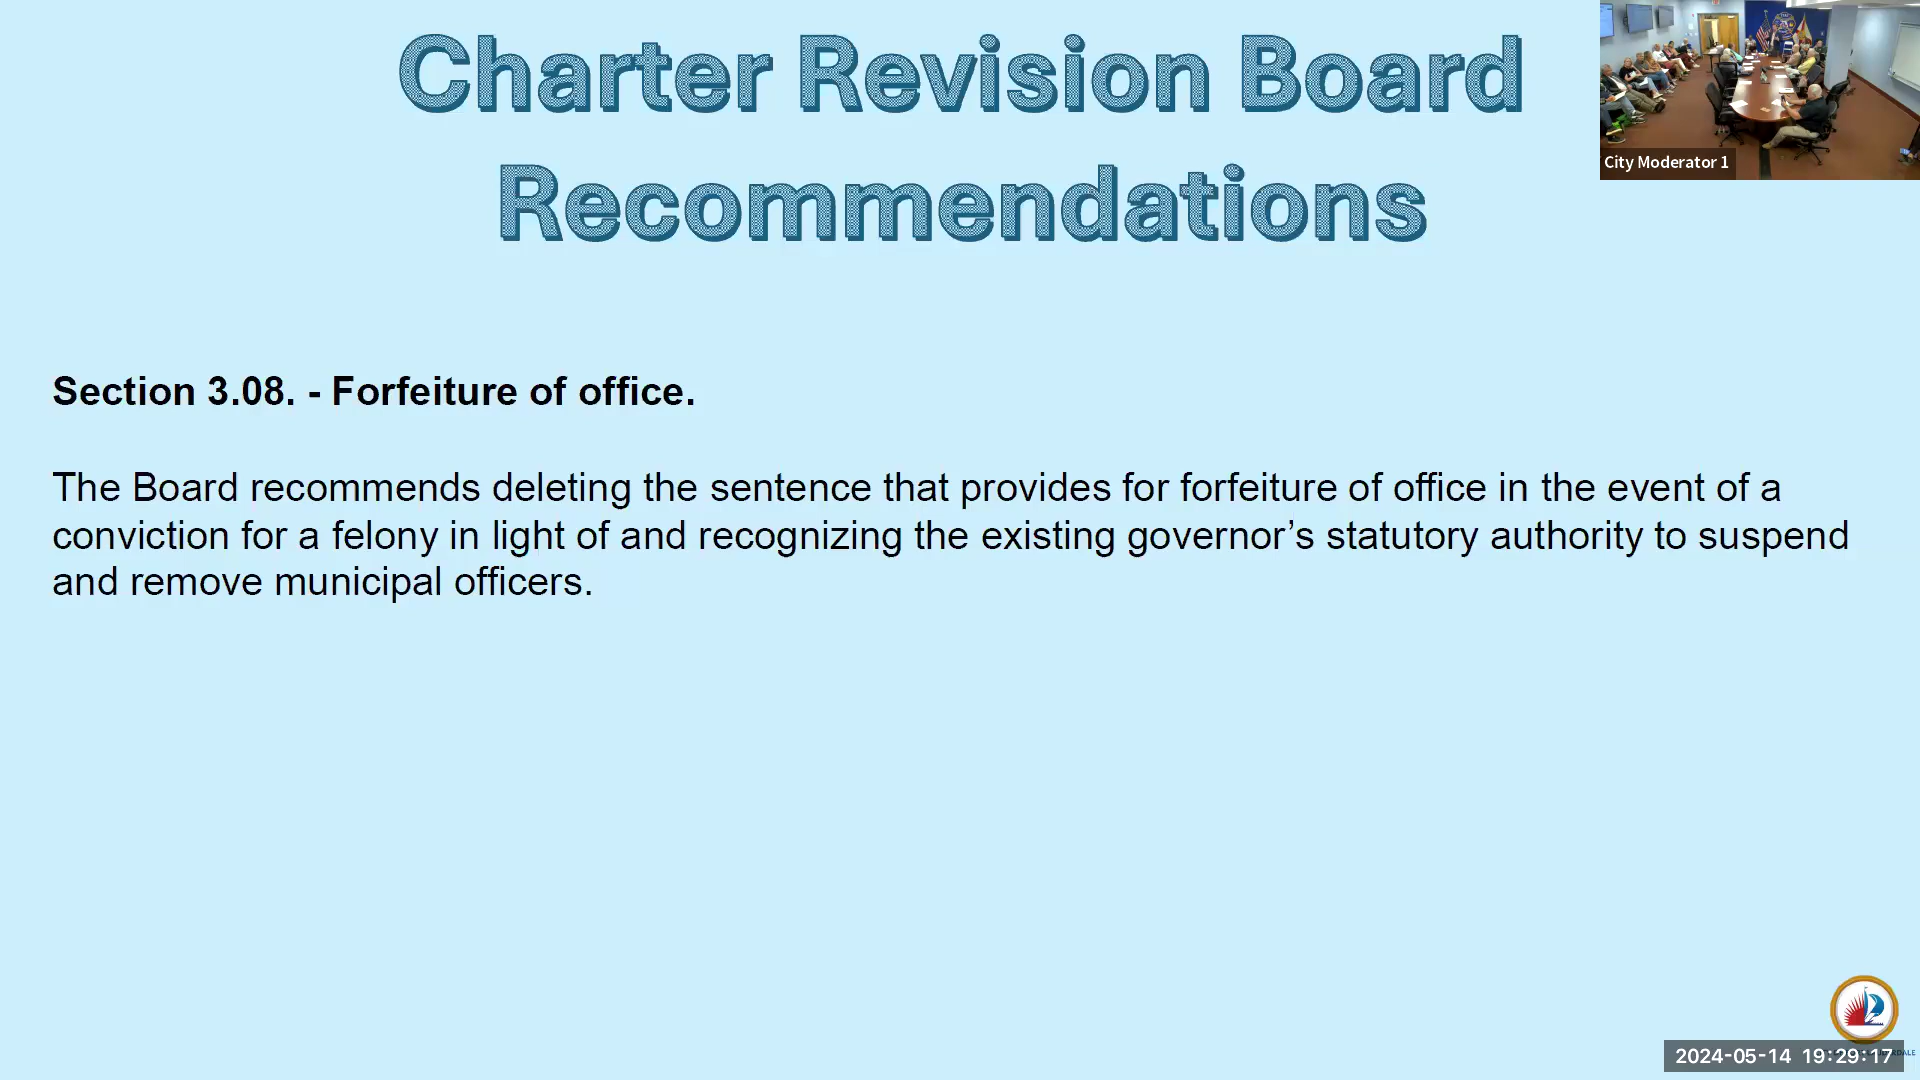 Charter Revision Board
Recommendations
City Moderator 1
Section 3.08. - Forfeiture of office.
The Board recommends deleting the sentence that provides for forfeiture of office in the event of a
conviction for a felony in light of and recognizing the existing governor’s statutory authority to suspend
and remove municipal officers.
2024-05-14 19:29:17